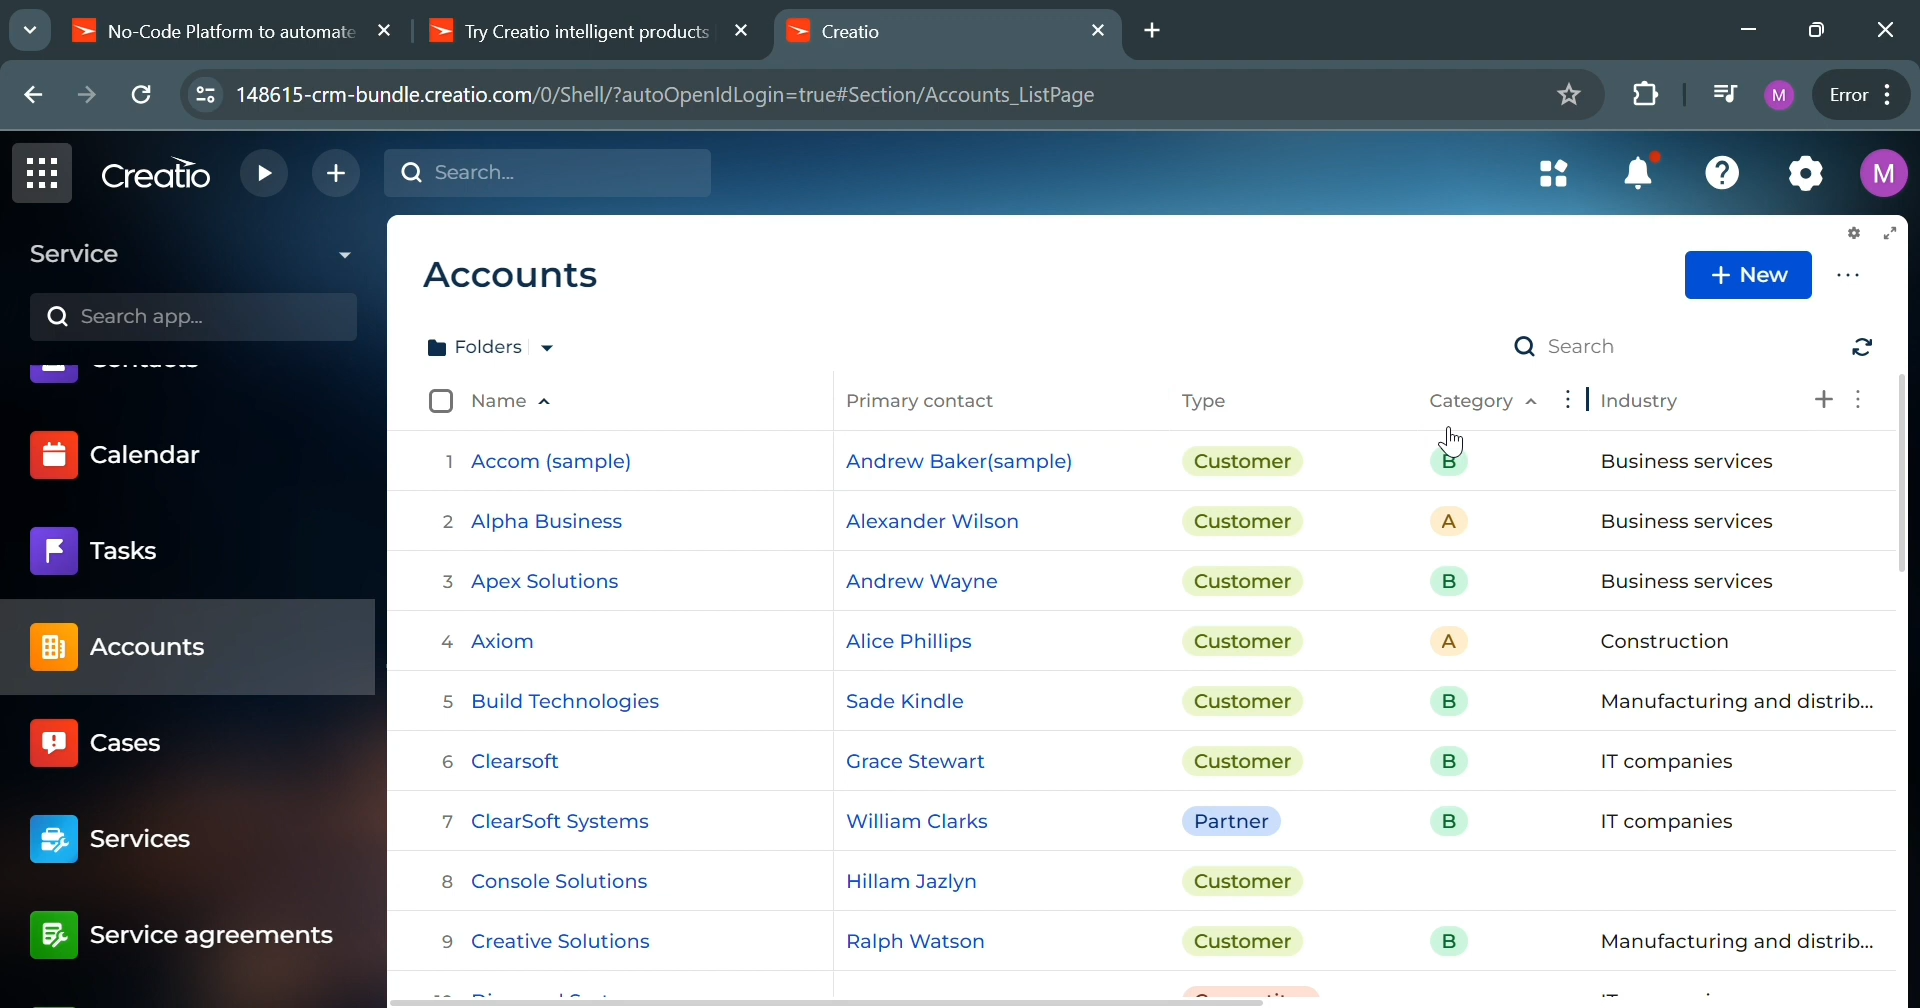 No-Code Platform to automate
Try Creatio intelligent products
Creatio
148615-crm-bundle.creatio.com/0/Shell/?autoOpenIdLogin=true#Section/Accounts_ListPage
M
Error
Creatio
Search...
M
Service
Search app...
Contacts
Calendar
Tasks
Accounts
Cases
Services
Service agreements
Accounts
+ New
Folders
Search
Name Primary contact Type Category Industry
1 Accom (sample) Andrew Baker(sample) Customer B Business services
2 Alpha Business Alexander Wilson Customer A Business services
3 Apex Solutions Andrew Wayne Customer B Business services
4 Axiom Alice Phillips Customer A Construction
5 Build Technologies Sade Kindle Customer B Manufacturing and distrib...
6 Clearsoft Grace Stewart Customer B IT companies
7 ClearSoft Systems William Clarks Partner B IT companies
8 Console Solutions Hillam Jazlyn Customer
9 Creative Solutions Ralph Watson Customer B Manufacturing and distrib...